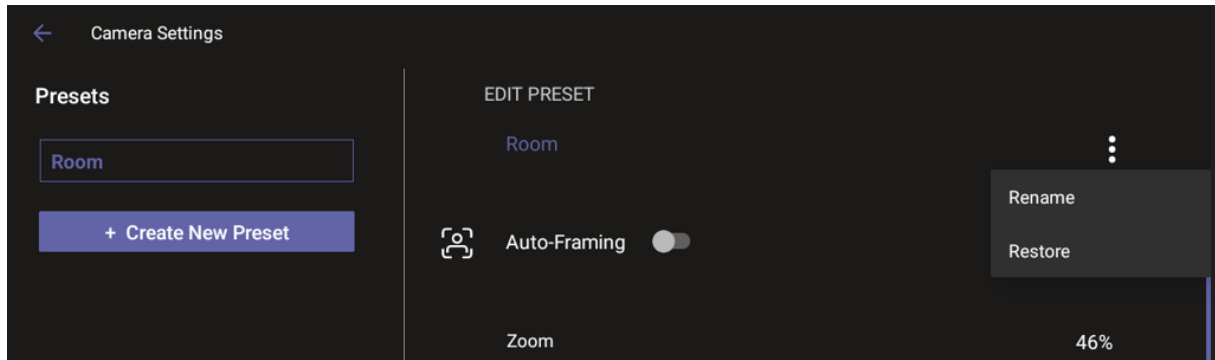 Camera Settings
Presets
Room
+ Create New Preset
EDIT PRESET
Room
Rename
Restore
Auto-Framing
Zoom
46%